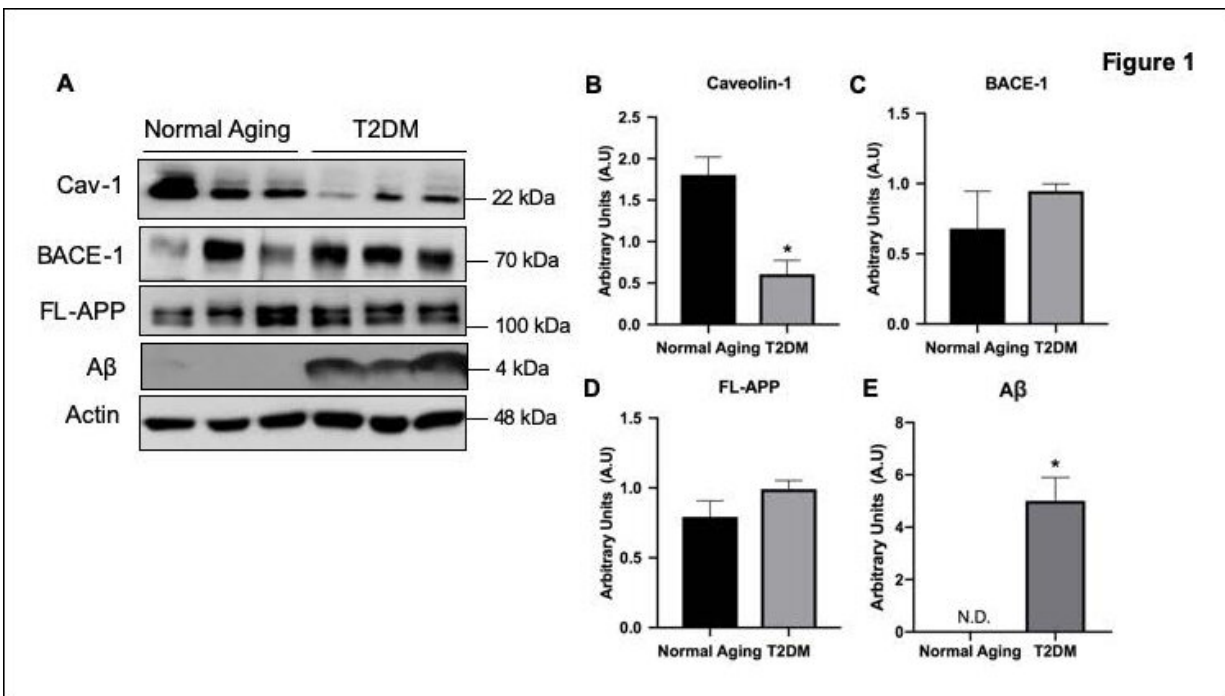 Figure 1
A
Normal Aging T2DM
Cav-1
22 kDa
BACE-1
70 kDa
FL-APP
100 kDa
Aβ
4 kDa
Actin
48 kDa
B
Caveolin-1
Arbitrary Units (A.U)
2.5
2.0
1.5
1.0
0.5
0.0
*
Normal Aging T2DM
C
BACE-1
Arbitrary Units (A.U)
1.5
1.0
0.5
0.0
Normal Aging T2DM
D
FL-APP
Arbitrary Units (A.U)
1.5
1.0
0.5
0.0
Normal Aging T2DM
E
Aβ
Arbitrary Units (A.U)
8
6
4
2
0
*
N.D.
Normal Aging T2DM